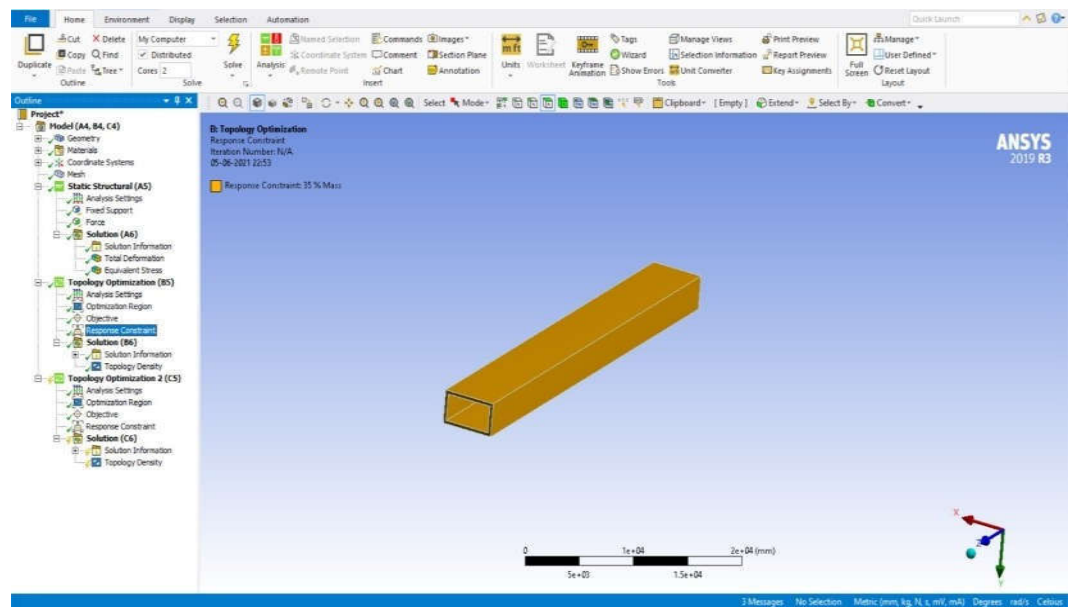 File Home Environment Display Selection Automation Quick Launch
Duplicate Cut Copy Paste Delete Find Tree My Computer Distributed Cores 2 Solve Analysis Named Selection Coordinate System Remote Point Commands Comment Chart Images Section Plane Annotation Units Worksheet Keyframe Animation Tags Wizard Show Errors Manage Views Selection Information Unit Converter Print Preview Report Preview Key Assignments Full Screen Manage User Defined Reset Layout
Outline Solve Insert Tools Layout
Outline Select Mode Clipboard [Empty] Extend Select By Convert
Project*
Model (A4, B4, C4)
Geometry
Materials
Coordinate Systems
Mesh
Static Structural (A5)
Analysis Settings
Fixed Support
Force
Solution (A6)
Solution Information
Total Deformation
Equivalent Stress
Topology Optimization (B5)
Analysis Settings
Optimization Region
Objective
Response Constraint
Solution (B6)
Solution Information
Topology Density
Topology Optimization 2 (C5)
Analysis Settings
Optimization Region
Objective
Response Constraint
Solution (C6)
Solution Information
Topology Density
B: Topology Optimization
Response Constraint
Iteration Number: N/A
05-06-2021 22:53
Response Constraint: 35 % Mass
ANSYS
2019 R3
X
Z
Y
0 1e+04 2e+04 (mm)
5e+03 1.5e+04
3 Messages No Selection Metric (mm, kg, N, s, mV, mA) Degrees rad/s Celsius